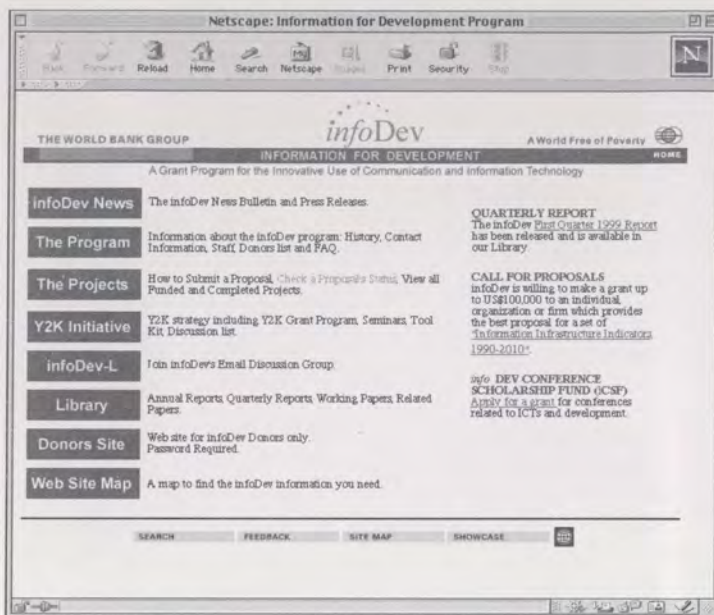 Netscape: Information for Development Program
Back Forward Reload Home Search Netscape Images Print Security Stop
N
THE WORLD BANK GROUP
infoDev
A World Free of Poverty
INFORMATION FOR DEVELOPMENT
HOME
A Grant Program for the Innovative Use of Communication and Information Technology
infoDev News
The infoDev News Bulletin and Press Releases.
The Program
Information about the infoDev program: History, Contact
Information, Staff, Donors list and FAQ.
The Projects
How to Submit a Proposal, Check a Proposal's Status, View all
Funded and Completed Projects.
Y2K Initiative
Y2K strategy including Y2K Grant Program, Seminars, Tool
Kit, Discussion list.
infoDev-L
Join infoDev's Email Discussion Group.
Library
Annual Reports, Quarterly Reports, Working Papers, Related
Papers.
Donors Site
Web site for infoDev Donors only.
Password Required.
Web Site Map
A map to find the infoDev information you need.
QUARTERLY REPORT
The infoDev First Quarter 1999 Report
has been released and is available in
our Library.
CALL FOR PROPOSALS
infoDev is willing to make a grant up
to US$100,000 to an individual,
organization or firm which provides
the best proposal for a set of
"Information Infrastructure Indicators,
1990-2010".
info DEV CONFERENCE
SCHOLARSHIP FUND (iCSF)
Apply for a grant for conferences
related to ICTs and development.
SEARCH FEEDBACK SITE MAP SHOWCASE